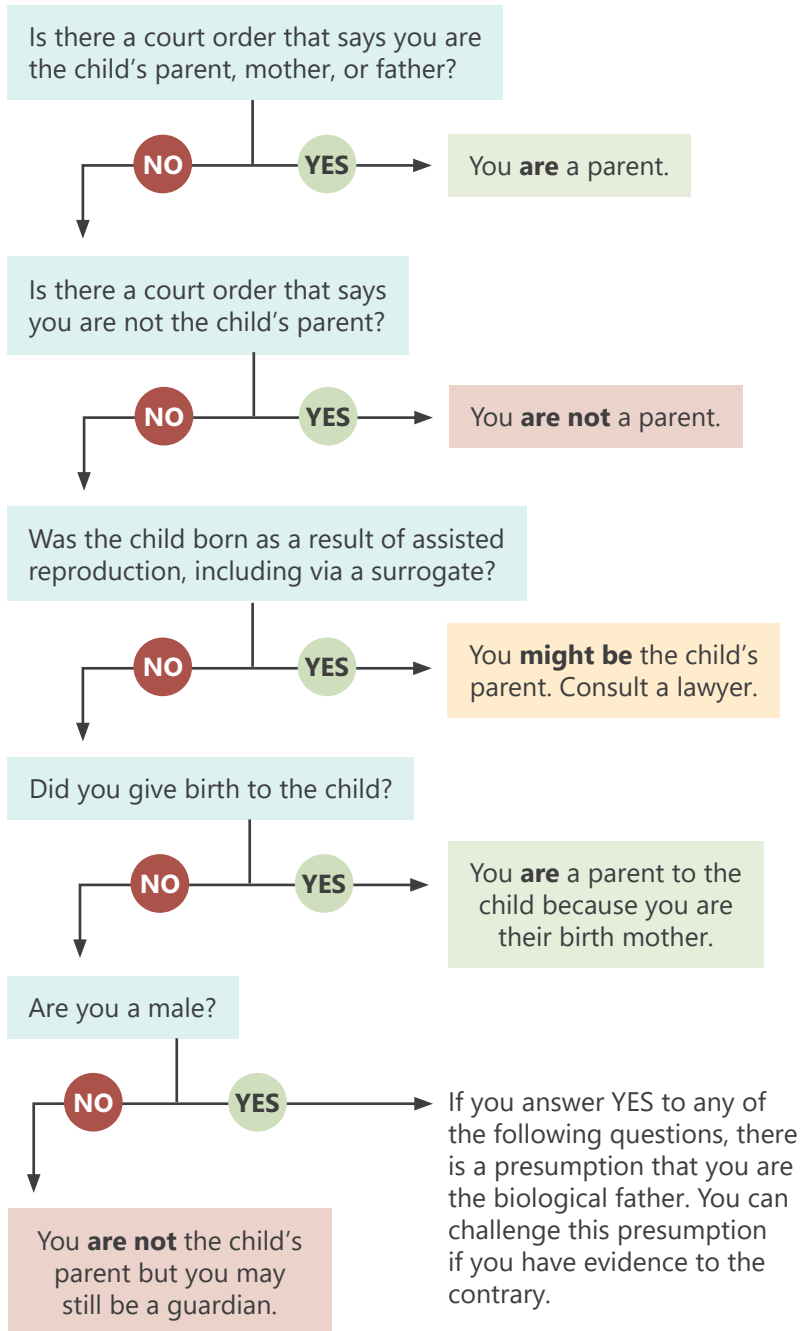 Is there a court order that says you are
the child’s parent, mother, or father?
NO
YES
You are a parent.
Is there a court order that says
you are not the child’s parent?
NO
YES
You are not a parent.
Was the child born as a result of assisted
reproduction, including via a surrogate?
NO
YES
You might be the child’s
parent. Consult a lawyer.
Did you give birth to the child?
NO
YES
You are a parent to the
child because you are
their birth mother.
Are you a male?
NO
YES
If you answer YES to any of
the following questions, there
is a presumption that you are
the biological father. You can
challenge this presumption
if you have evidence to the
contrary.
You are not the child’s
parent but you may
still be a guardian.